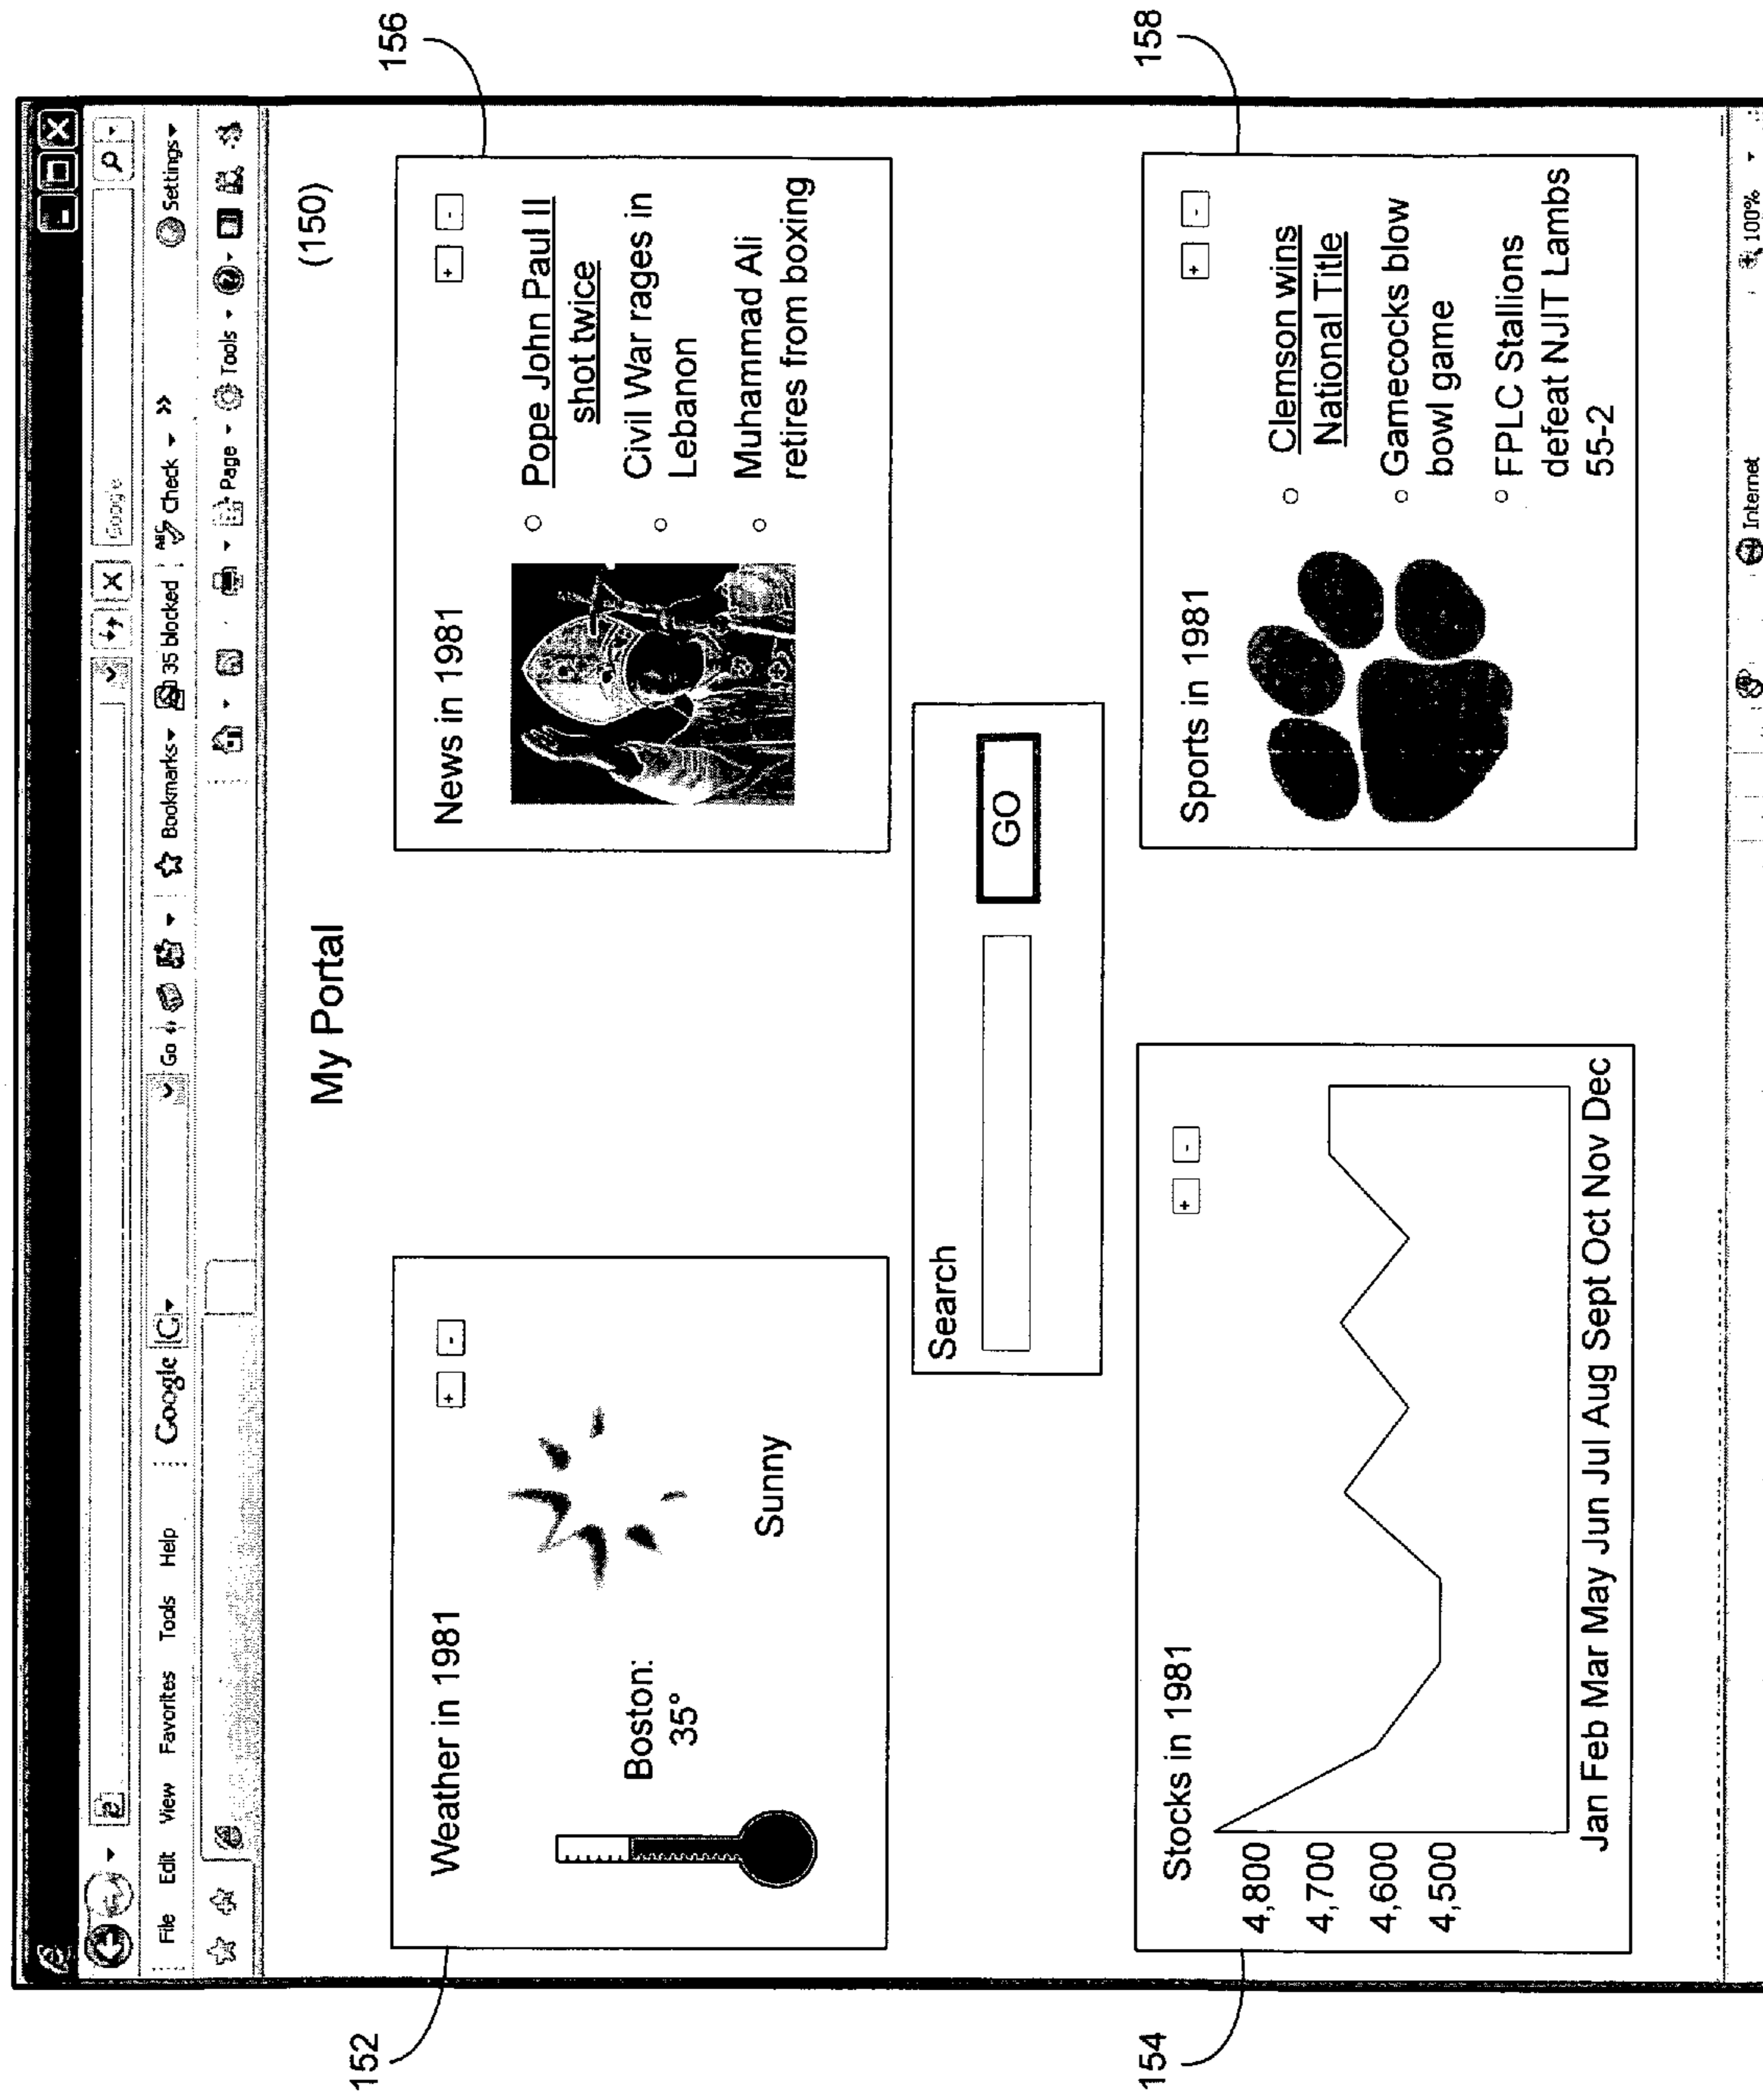 Google
File Edit View Favorites Tools Help
Google
G
Go
Bookmarks
35 blocked
ABC
Check
Settings
Page
Tools
My Portal
(150)
152
Weather in 1981
+ -
Boston:
35°
Sunny
156
News in 1981
+ -
Pope John Paul II
shot twice
Civil War rages in
Lebanon
Muhammad Ali
retires from boxing
Search
GO
154
Stocks in 1981
+ -
4,800
4,700
4,600
4,500
Jan Feb Mar May Jun Jul Aug Sept Oct Nov Dec
158
Sports in 1981
+ -
Clemson wins
National Title
Gamecocks blow
bowl game
FPLC Stallions
defeat NJIT Lambs
55-2
Internet
100%